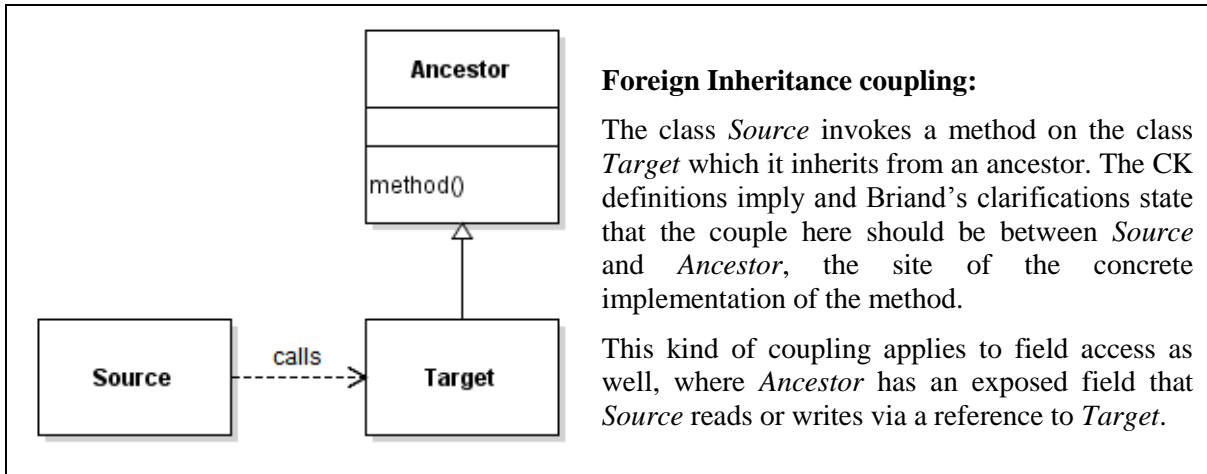 Ancestor
method()
Source
calls
Target
Foreign Inheritance coupling:
The class Source invokes a method on the class
Target which it inherits from an ancestor. The CK
definitions imply and Briand’s clarifications state
that the couple here should be between Source
and Ancestor, the site of the concrete
implementation of the method.
This kind of coupling applies to field access as
well, where Ancestor has an exposed field that
Source reads or writes via a reference to Target.